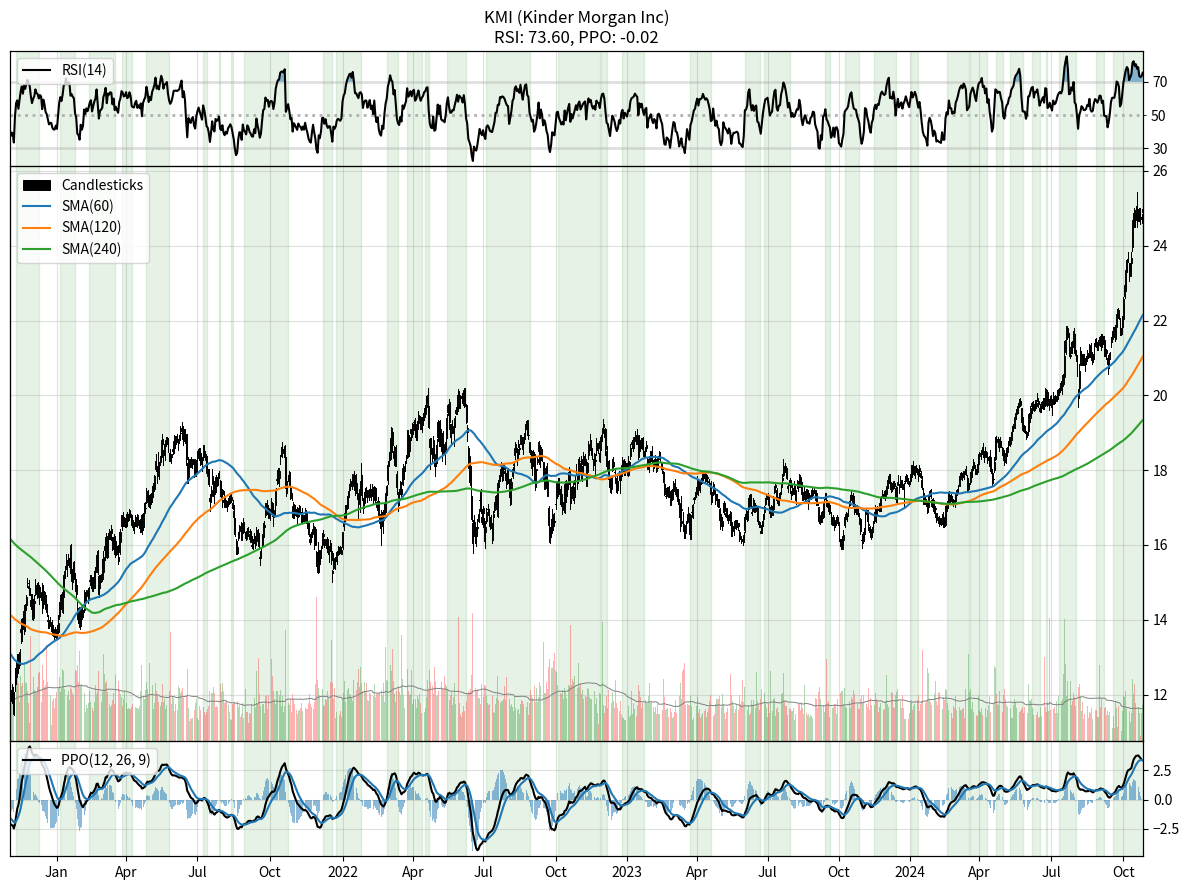 KMI (Kinder Morgan Inc)
RSI: 73.60, PPO: -0.02
RSI(14)
70
50
30
Candlesticks
SMA(60)
SMA(120)
SMA(240)
26
24
22
20
18
16
14
12
PPO(12, 26, 9)
2.5
0.0
−2.5
Jan Apr Jul Oct 2022 Apr Jul Oct 2023 Apr Jul Oct 2024 Apr Jul Oct